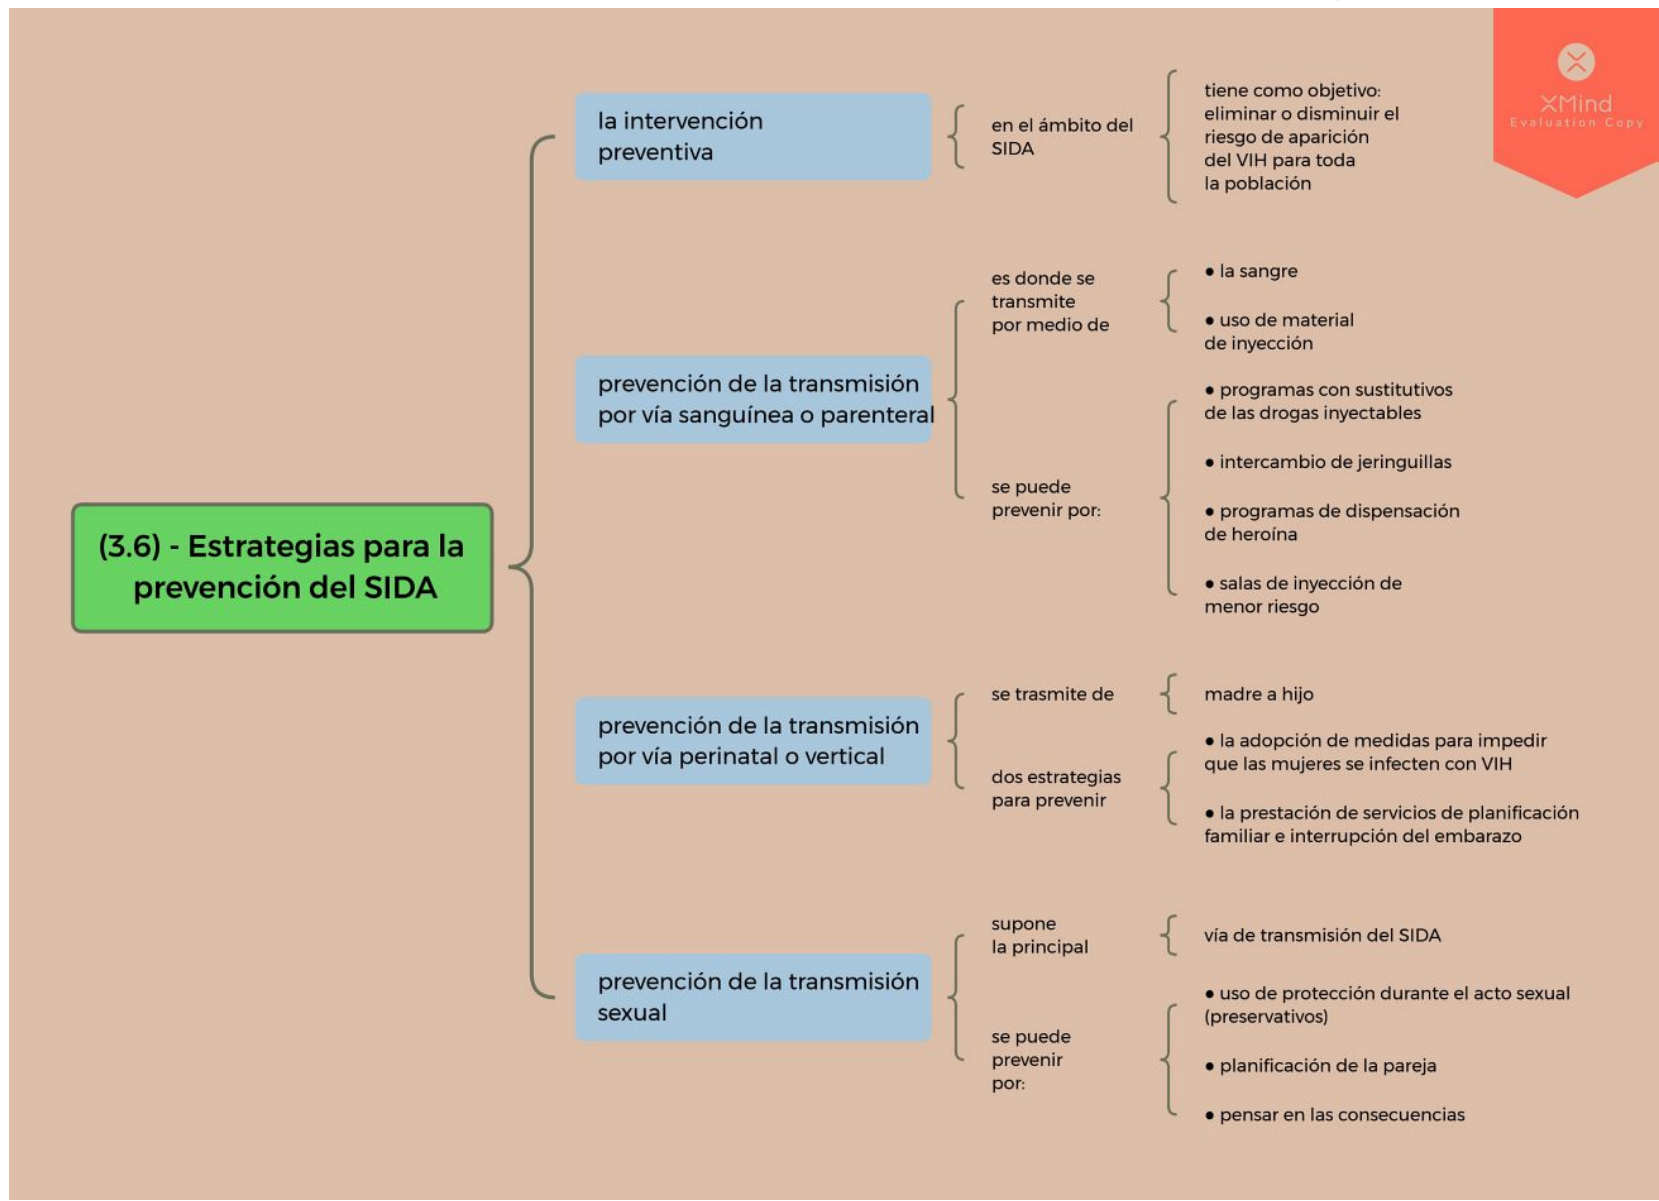 XMind
Evaluation Copy
(3.6) - Estrategias para la
prevención del SIDA
la intervención
preventiva
en el ámbito del
SIDA
tiene como objetivo:
eliminar o disminuir el
riesgo de aparición
del VIH para toda
la población
prevención de la transmisión
por vía sanguínea o parenteral
es donde se
transmite
por medio de
● la sangre
● uso de material
de inyección
se puede
prevenir por:
● programas con sustitutivos
de las drogas inyectables
● intercambio de jeringuillas
● programas de dispensación
de heroína
● salas de inyección de
menor riesgo
prevención de la transmisión
por vía perinatal o vertical
se trasmite de
madre a hijo
dos estrategias
para prevenir
● la adopción de medidas para impedir
que las mujeres se infecten con VIH
● la prestación de servicios de planificación
familiar e interrupción del embarazo
prevención de la transmisión
sexual
supone
la principal
vía de transmisión del SIDA
se puede
prevenir
por:
● uso de protección durante el acto sexual
(preservativos)
● planificación de la pareja
● pensar en las consecuencias